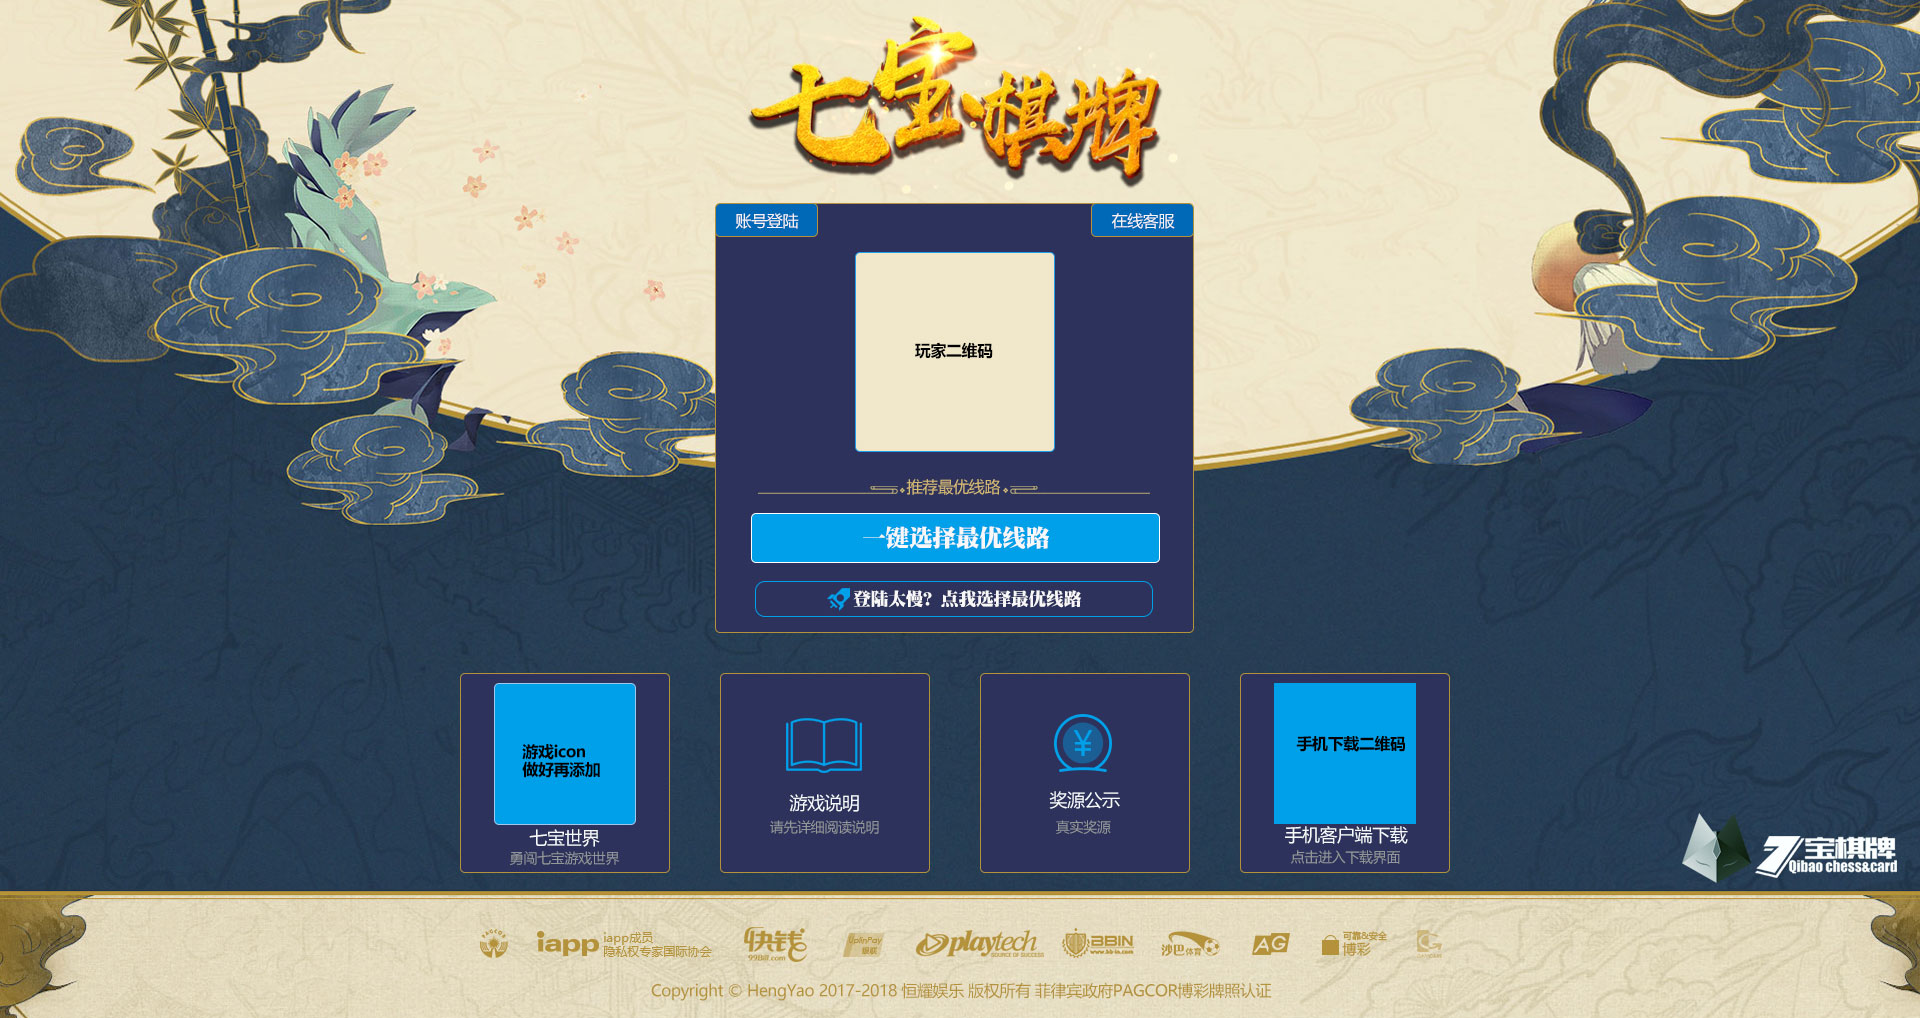 七宝棋牌
账号登陆
在线客服
玩家二维码
推荐最优线路
一键选择最优线路
登陆太慢？点我选择最优线路
游戏icon
做好再添加
七宝世界
勇闯七宝游戏世界
游戏说明
请先详细阅读说明
¥
奖源公示
真实奖源
手机下载二维码
手机客户端下载
点击进入下载界面
7宝棋牌
Qibao chess&card
PAGCOR
iapp
iapp成员
隐私权专家国际协会
快钱
99Bill.com
UplinPay
playtech
SOURCE OF SUCCESS
BBIN
www.bb-in.com
沙巴体育
AG
可靠&安全
博彩
Copyright © HengYao 2017-2018 恒耀娱乐 版权所有 菲律宾政府PAGCOR博彩牌照认证